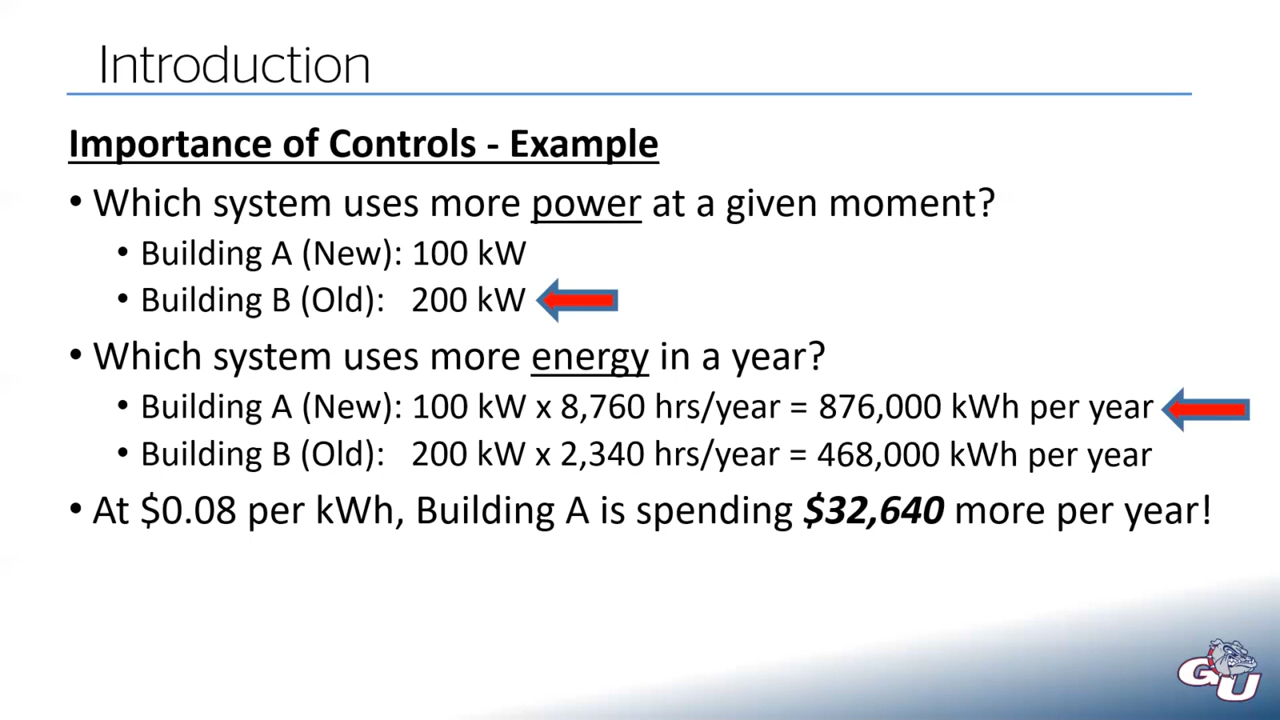 Introduction
Importance of Controls - Example
• Which system uses more power at a given moment?
• Building A (New): 100 kW
• Building B (Old): 200 kW
• Which system uses more energy in a year?
• Building A (New): 100 kW x 8,760 hrs/year = 876,000 kWh per year
• Building B (Old): 200 kW x 2,340 hrs/year = 468,000 kWh per year
• At $0.08 per kWh, Building A is spending $32,640 more per year!
GU